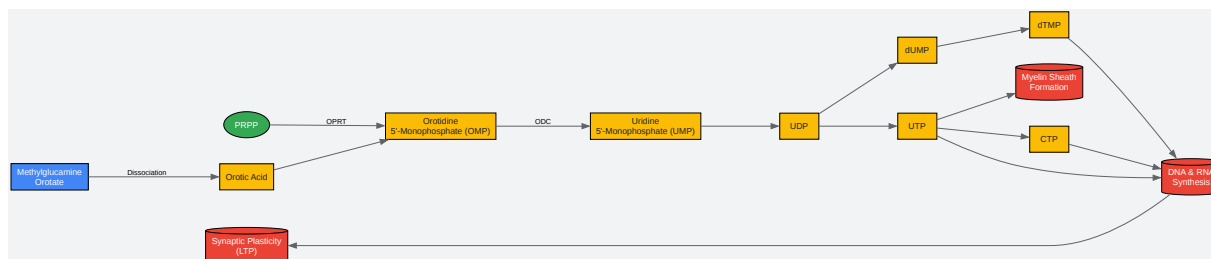 dTMP
dUMP
Myelin Sheath
Formation
PRPP
OPRT
Orotidine
5'-Monophosphate (OMP)
ODC
Uridine
5'-Monophosphate (UMP)
UDP
UTP
CTP
Methylglucamine
Orotate
Dissociation
Orotic Acid
DNA & RNA
Synthesis
Synaptic Plasticity
(LTP)